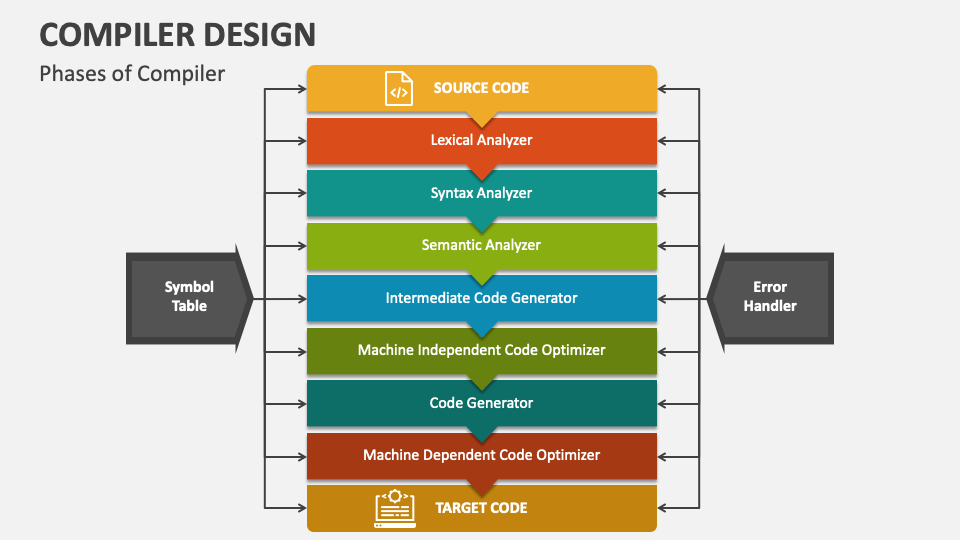 COMPILER DESIGN
Phases of Compiler
</> SOURCE CODE
Lexical Analyzer
Syntax Analyzer
Semantic Analyzer
Symbol
Table
Intermediate Code Generator
Error
Handler
Machine Independent Code Optimizer
Code Generator
Machine Dependent Code Optimizer
TARGET CODE